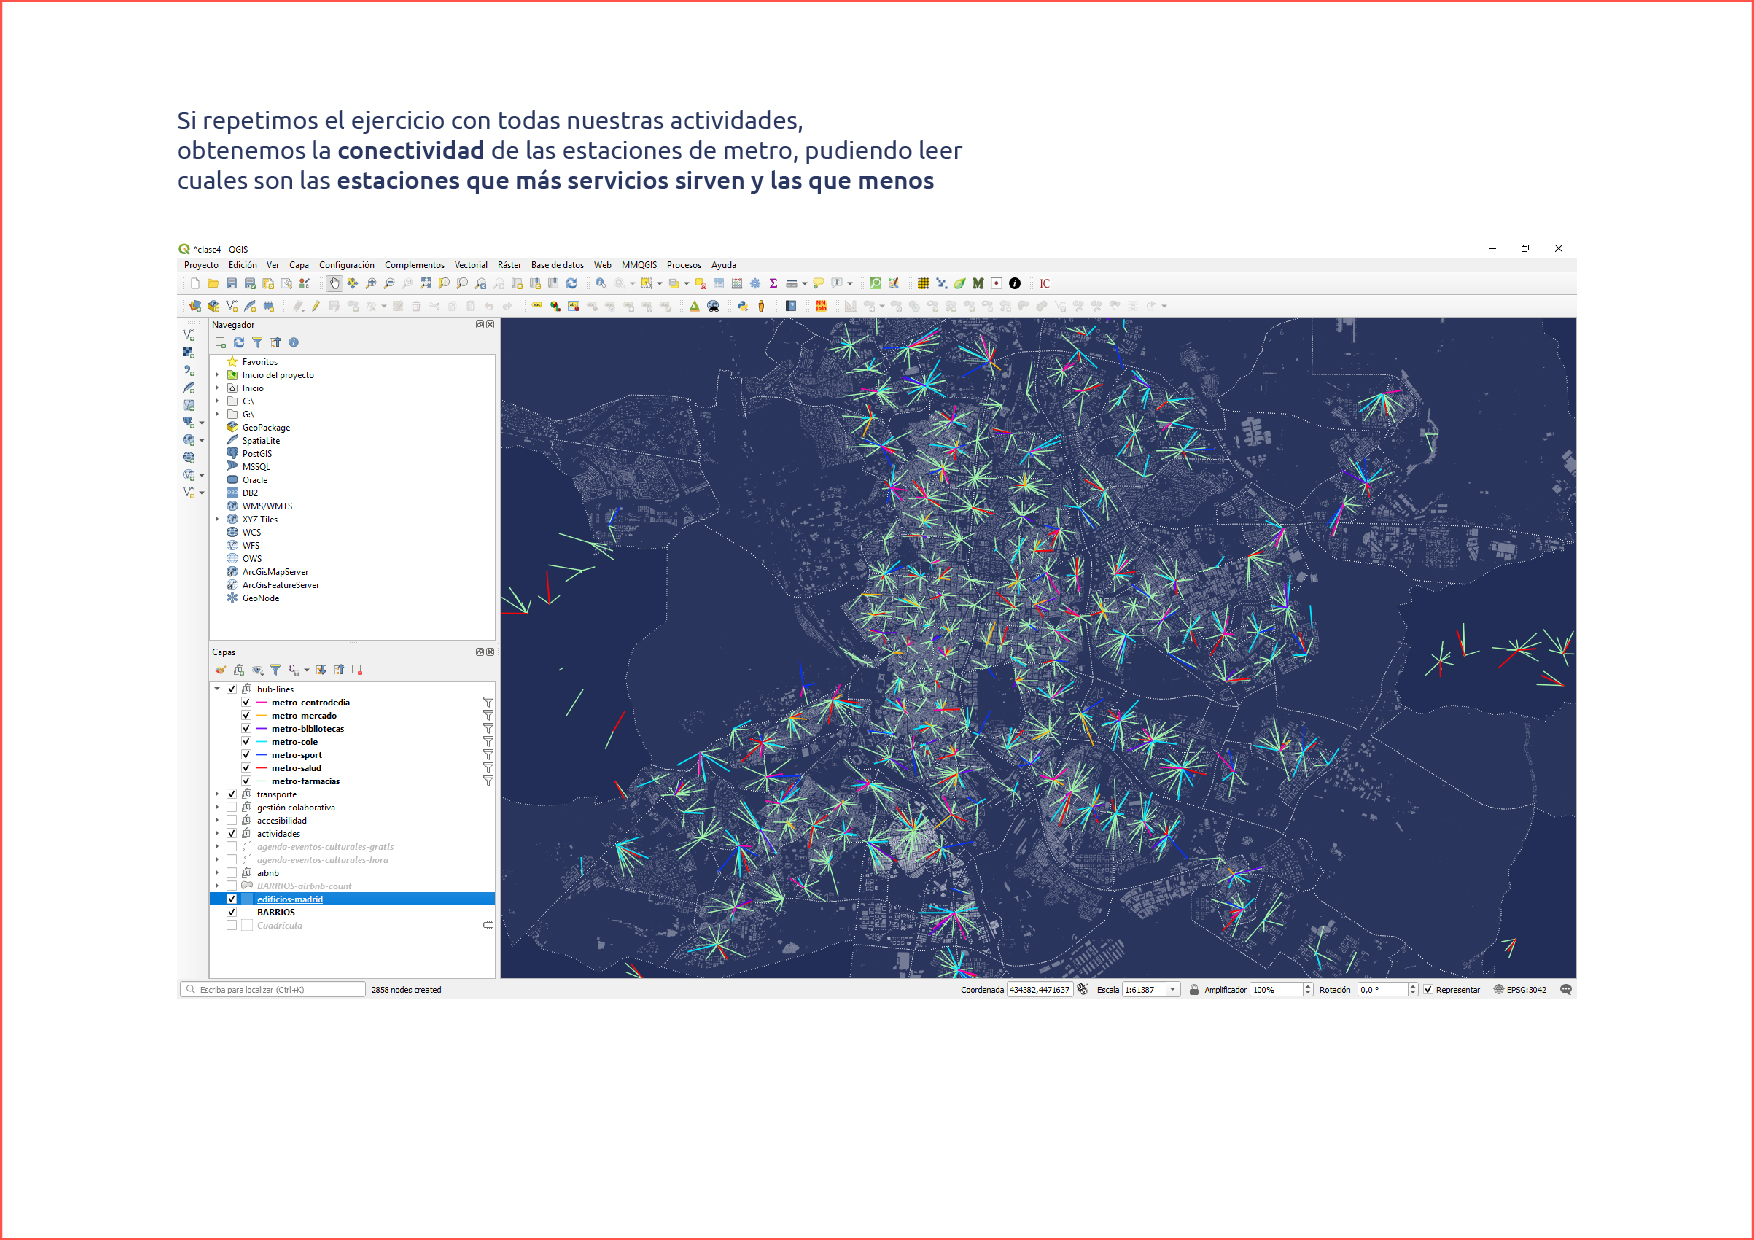 Si repetimos el ejercicio con todas nuestras actividades,
obtenemos la conectividad de las estaciones de metro, pudiendo leer
cuales son las estaciones que más servicios sirven y las que menos
*clase4 QGIS
Proyecto Edición Ver Capa Configuración Complementos Vectorial Ráster Base de datos Web MMQGIS Procesos Ayuda
Navegador
Favoritos
Inicio del proyecto
Inicio
C:\
G:\
GeoPackage
SpatiaLite
PostGIS
MSSQL
Oracle
DB2
WMS/WMTS
XYZ Tiles
WCS
WFS
OWS
ArcGisMapServer
ArcGisFeatureServer
GeoNode
Capas
hub-lines
metro-centrodedia
metro-mercado
metro-bibliotecas
metro-cole
metro-sport
metro-salud
metro-farmacias
transporte
gestión-colaborativa
accesibilidad
actividades
agenda-eventos-culturales-gratis
agenda-eventos-culturales-hora
airbnb
BARRIOS-airbnb-count
edificios-madrid
BARRIOS
Cuadrícula
Escriba para localizar (Ctrl+K) 2858 nodes created Coordenada 434382,4471637 Escala 1:61387 Amplificador 100% Rotación 0,0 ° Representar EPSG:3042